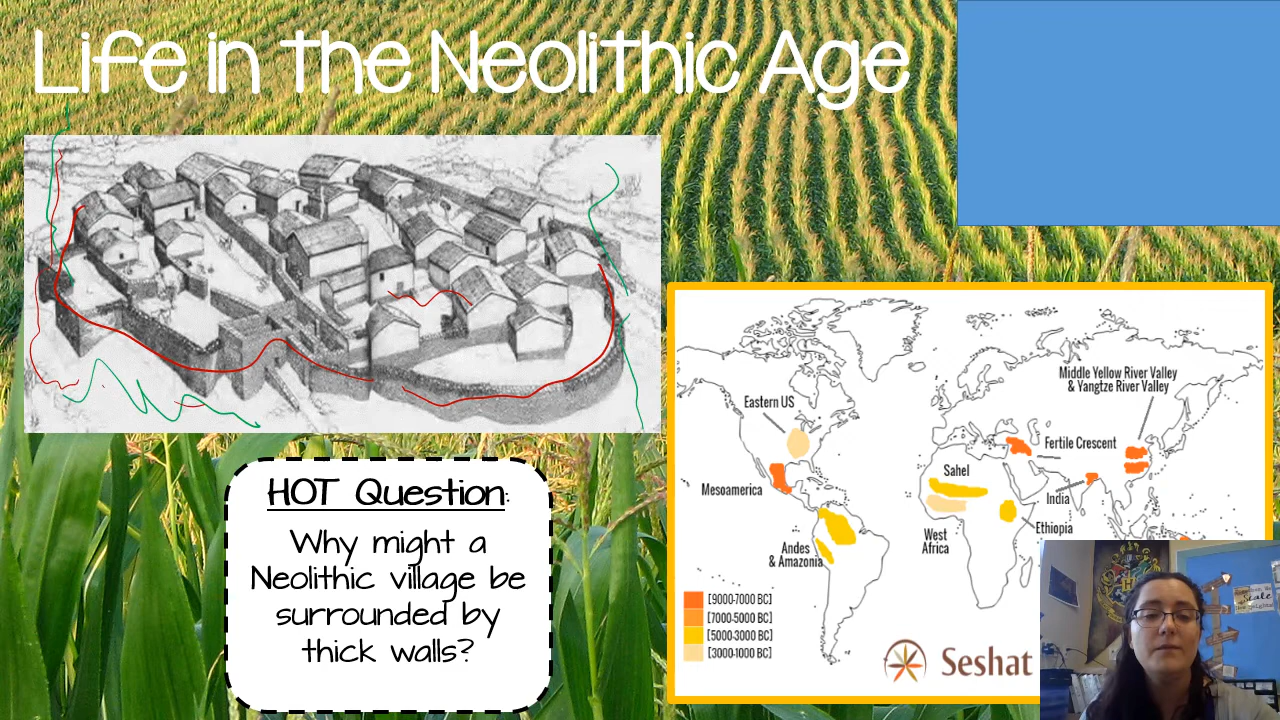 Life in the Neolithic Age
HOT Question:
Why might a
Neolithic village be
surrounded by
thick walls?
Middle Yellow River Valley
& Yangtze River Valley
Eastern US
Fertile Crescent
Sahel
Mesoamerica
India
Ethiopia
West
Africa
Andes
& Amazonia
[9000-7000 BC]
[7000-5000 BC]
[5000-3000 BC]
[3000-1000 BC]
Seshat